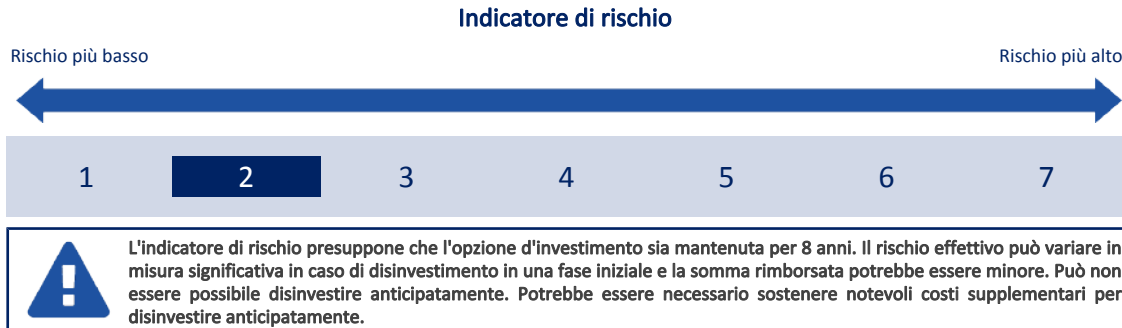 Indicatore di rischio
Rischio più basso
Rischio più alto
1 2 3 4 5 6 7
L'indicatore di rischio presuppone che l'opzione d'investimento sia mantenuta per 8 anni. Il rischio effettivo può variare in
misura significativa in caso di disinvestimento in una fase iniziale e la somma rimborsata potrebbe essere minore. Può non
essere possibile disinvestire anticipatamente. Potrebbe essere necessario sostenere notevoli costi supplementari per
disinvestire anticipatamente.